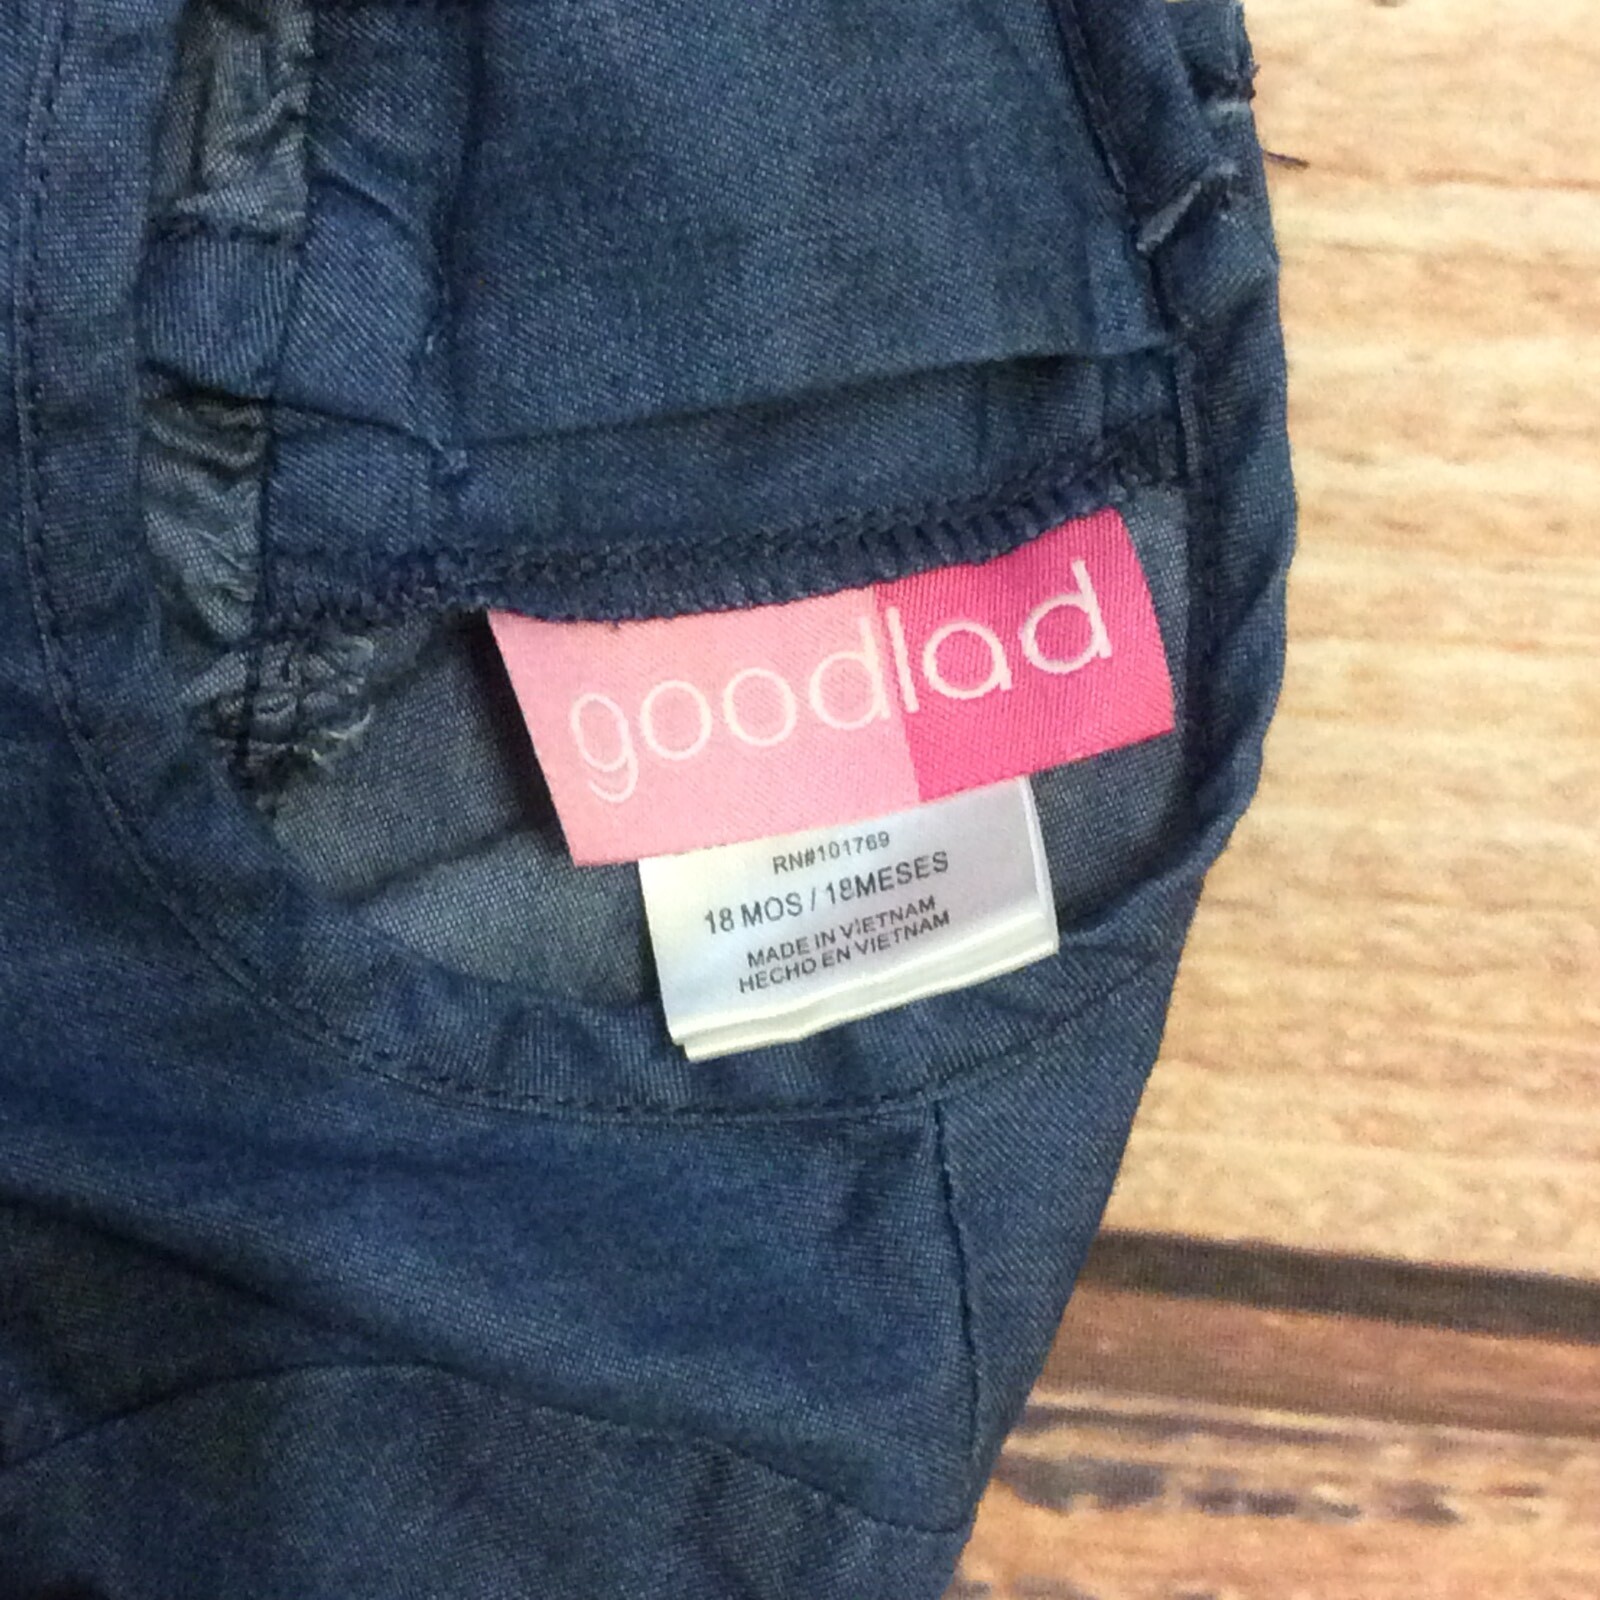 goodlad
RN#101769
18 MOS / 18MESES
MADE IN VIETNAM
HECHO EN VIETNAM